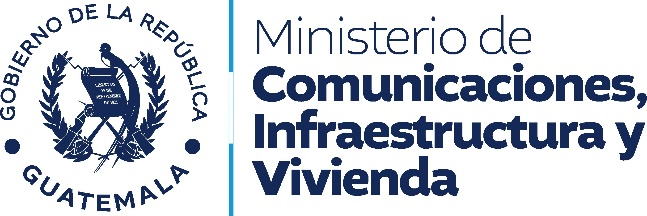 GOBIERNO DE LA REPÚBLICA
GUATEMALA
Ministerio de
Comunicaciones,
Infraestructura y
Vivienda